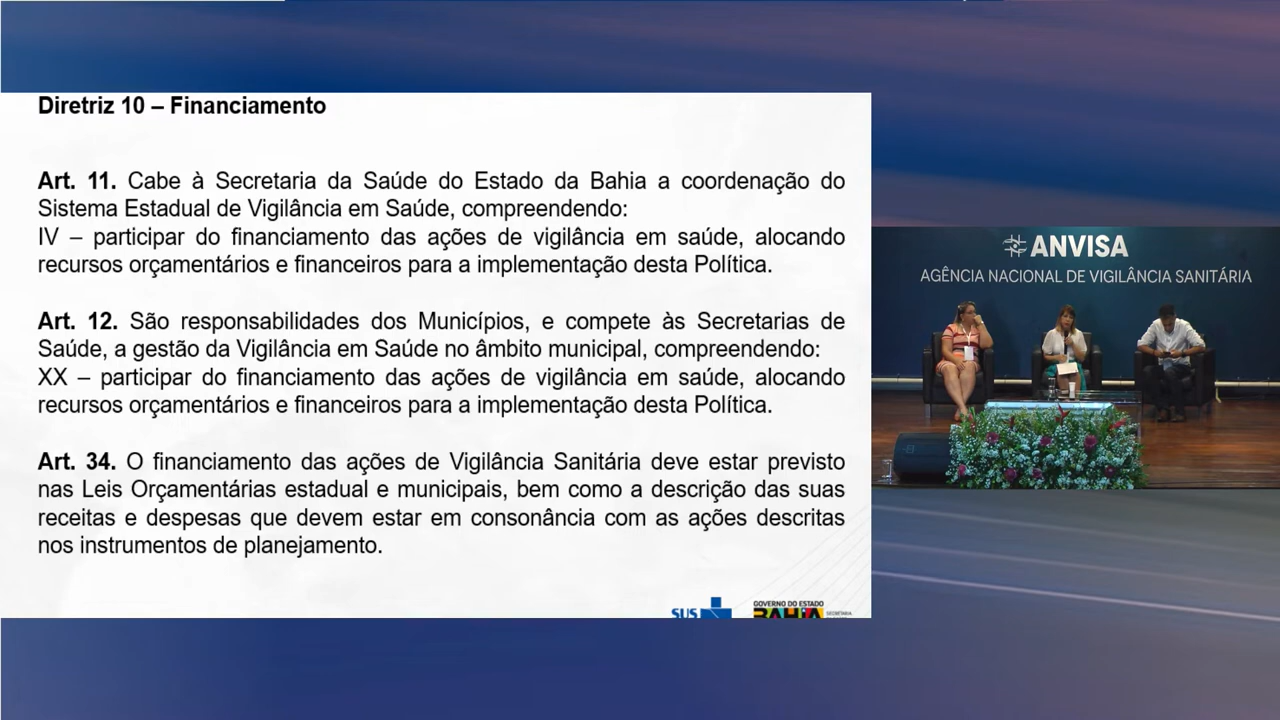 Diretriz 10 – Financiamento
Art. 11. Cabe à Secretaria da Saúde do Estado da Bahia a coordenação do
Sistema Estadual de Vigilância em Saúde, compreendendo:
IV – participar do financiamento das ações de vigilância em saúde, alocando
recursos orçamentários e financeiros para a implementação desta Política.
Art. 12. São responsabilidades dos Municípios, e compete às Secretarias de
Saúde, a gestão da Vigilância em Saúde no âmbito municipal, compreendendo:
XX – participar do financiamento das ações de vigilância em saúde, alocando
recursos orçamentários e financeiros para a implementação desta Política.
Art. 34. O financiamento das ações de Vigilância Sanitária deve estar previsto
nas Leis Orçamentárias estadual e municipais, bem como a descrição das suas
receitas e despesas que devem estar em consonância com as ações descritas
nos instrumentos de planejamento.
SUS
GOVERNO DO ESTADO
BAHIA
SECRETARIA
ANVISA
AGÊNCIA NACIONAL DE VIGILÂNCIA SANITÁRIA